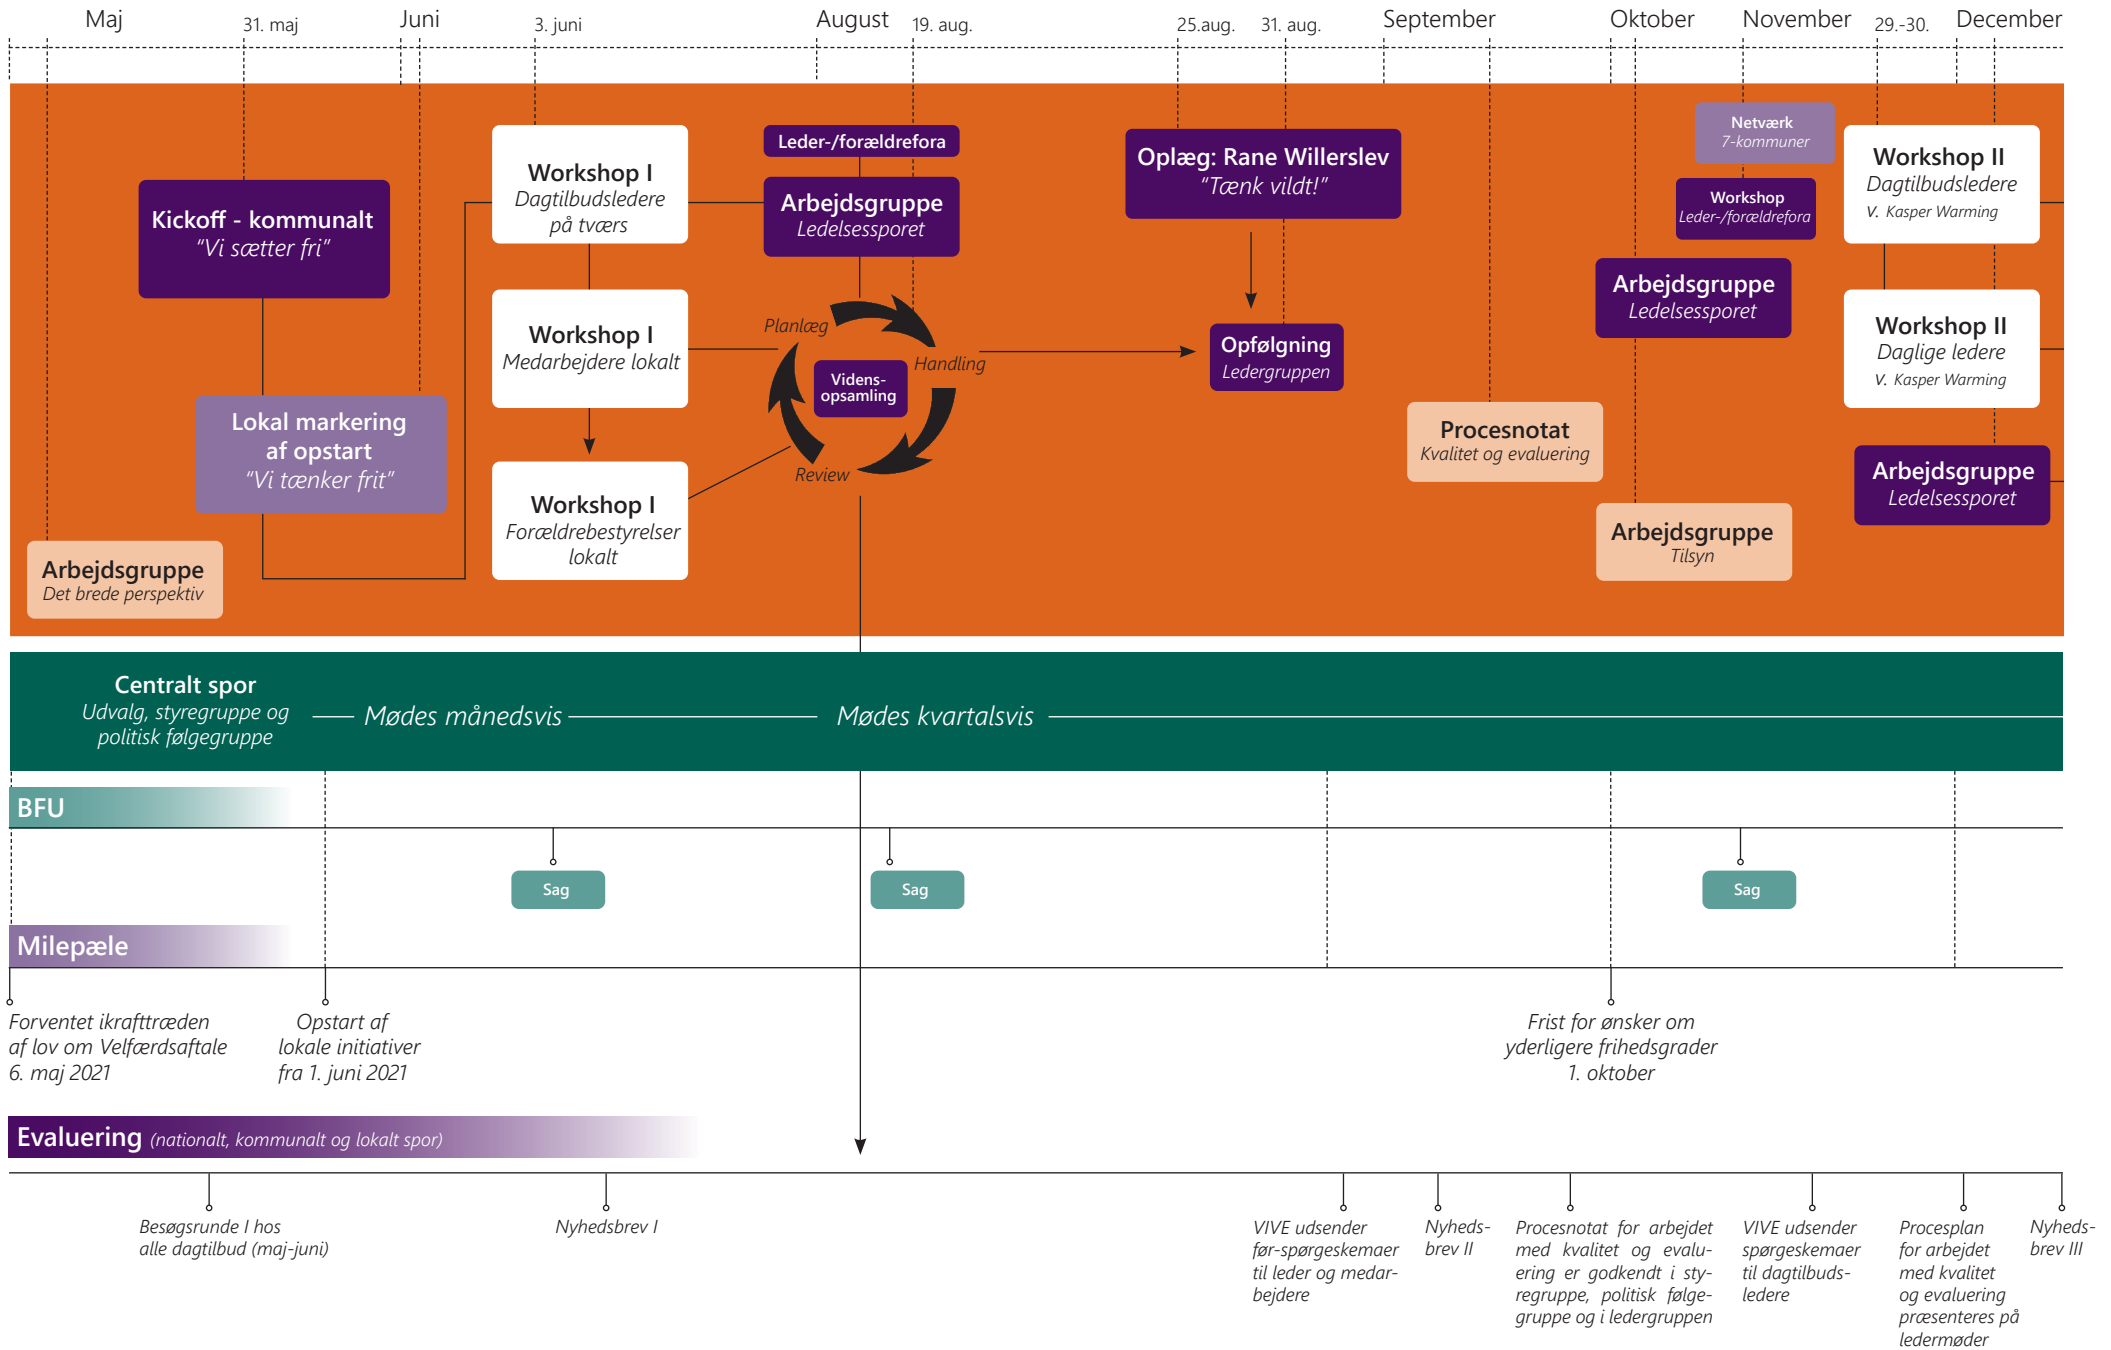 Maj
31. maj
Juni
3. juni
August
19. aug.
25.aug.
31. aug.
September
Oktober
November
29.-30.
December
Kickoff - kommunalt
“Vi sætter fri”
Lokal markering
af opstart
“Vi tænker frit”
Arbejdsgruppe
Det brede perspektiv
Workshop I
Dagtilbudsledere
på tværs
Workshop I
Medarbejdere lokalt
Workshop I
Forældrebestyrelser
lokalt
Leder-/forældrefora
Arbejdsgruppe
Ledelsessporet
Planlæg
Handling
Review
Videns-
opsamling
Oplæg: Rane Willerslev
“Tænk vildt!”
Opfølgning
Ledergruppen
Procesnotat
Kvalitet og evaluering
Netværk
7-kommuner
Workshop
Leder-/forældrefora
Arbejdsgruppe
Ledelsessporet
Arbejdsgruppe
Tilsyn
Workshop II
Dagtilbudsledere
v. Kasper Warming
Workshop II
Daglige ledere
v. Kasper Warming
Arbejdsgruppe
Ledelsessporet
Centralt spor
Udvalg, styregruppe og
politisk følgegruppe
Mødes månedsvis
Mødes kvartalsvis
BFU
Sag
Sag
Sag
Milepæle
Forventet ikrafttræden
af lov om Velfærdsaftale
6. maj 2021
Opstart af
lokale initiativer
fra 1. juni 2021
Frist for ønsker om
yderligere frihedsgrader
1. oktober
Evaluering (nationalt, kommunalt og lokalt spor)
Besøgsrunde I hos
alle dagtilbud (maj-juni)
Nyhedsbrev I
VIVE udsender
før-spørgeskemaer
til leder og medar-
bejdere
Nyheds-
brev II
Procesnotat for arbejdet
med kvalitet og evalu-
ering er godkendt i sty-
regruppe, politisk følge-
gruppe og i ledergruppen
VIVE udsender
spørgeskemaer
til dagtilbuds-
ledere
Procesplan
for arbejdet
med kvalitet
og evaluering
præsenteres på
ledermøder
Nyheds-
brev III